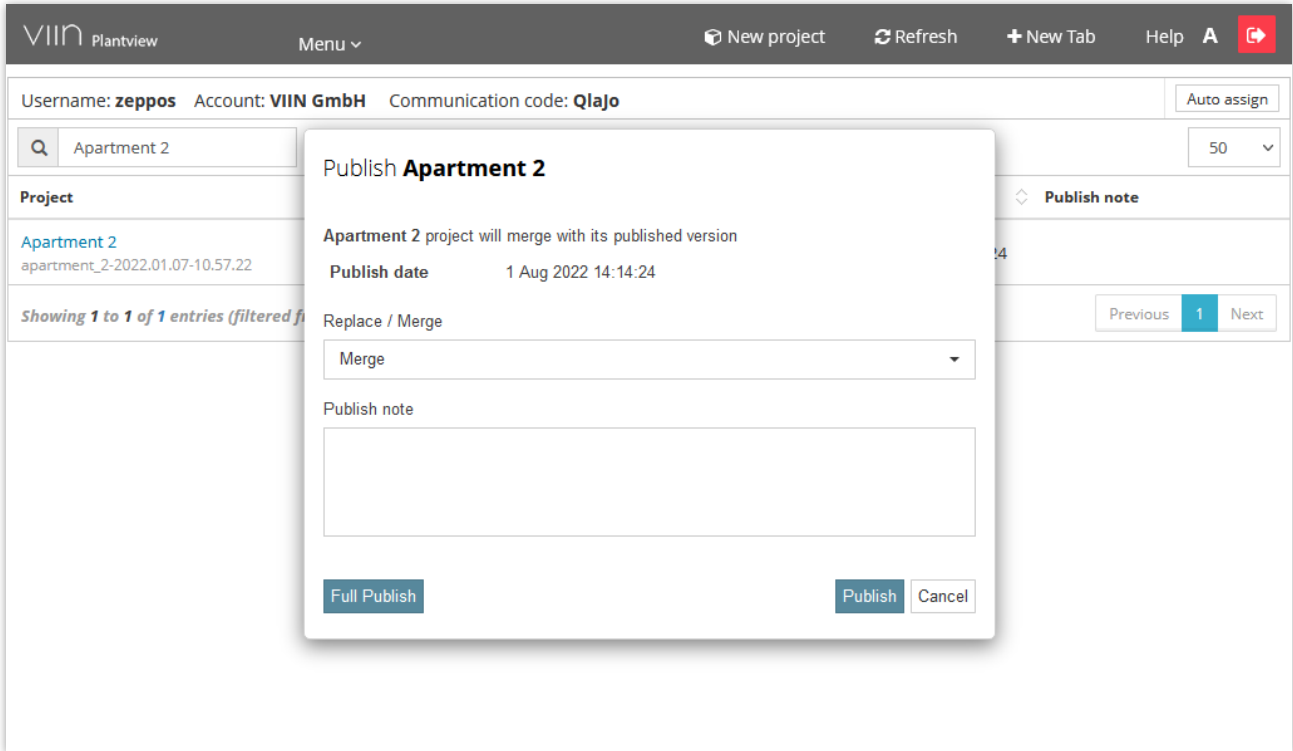 VIIN Plantview Menu New project Refresh New Tab Help A
Username: zeppos Account: VIIN GmbH Communication code: QlaJo Auto assign
Apartment 2 50
Publish Apartment 2
Project Publish note
Apartment 2 project will merge with its published version
Apartment 2
apartment_2-2022.01.07-10.57.22
Publish date 1 Aug 2022 14:14:24
Showing 1 to 1 of 1 entries (filtered
Replace / Merge
Previous 1 Next
Merge
Publish note
Full Publish Publish Cancel